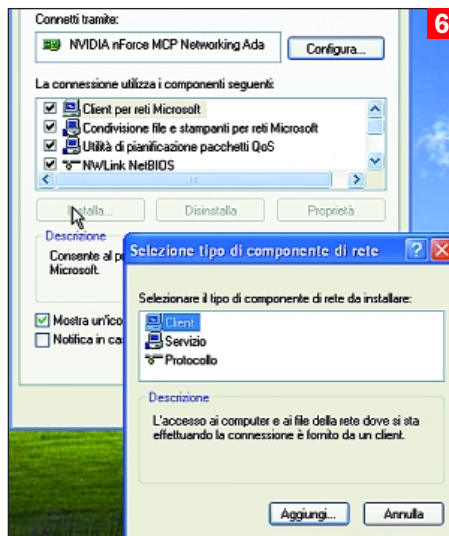 6
Connetti tramite:
NVIDIA nForce MCP Networking Ada
Configura...
La connessione utilizza i componenti seguenti:
Client per reti Microsoft
Condivisione file e stampanti per reti Microsoft
Utilità di pianificazione pacchetti QoS
NWLink NetBIOS
Installa...
Disinstalla
Proprietà
Descrizione
Consente al p
Microsoft.
Mostra un'ico
Notifica in ca
Selezione tipo di componente di rete
Selezionare il tipo di componente di rete da installare:
Client
Servizio
Protocollo
Descrizione
L'accesso ai computer e ai file della rete dove si sta
effettuando la connessione è fornito da un client.
Aggiungi...
Annulla